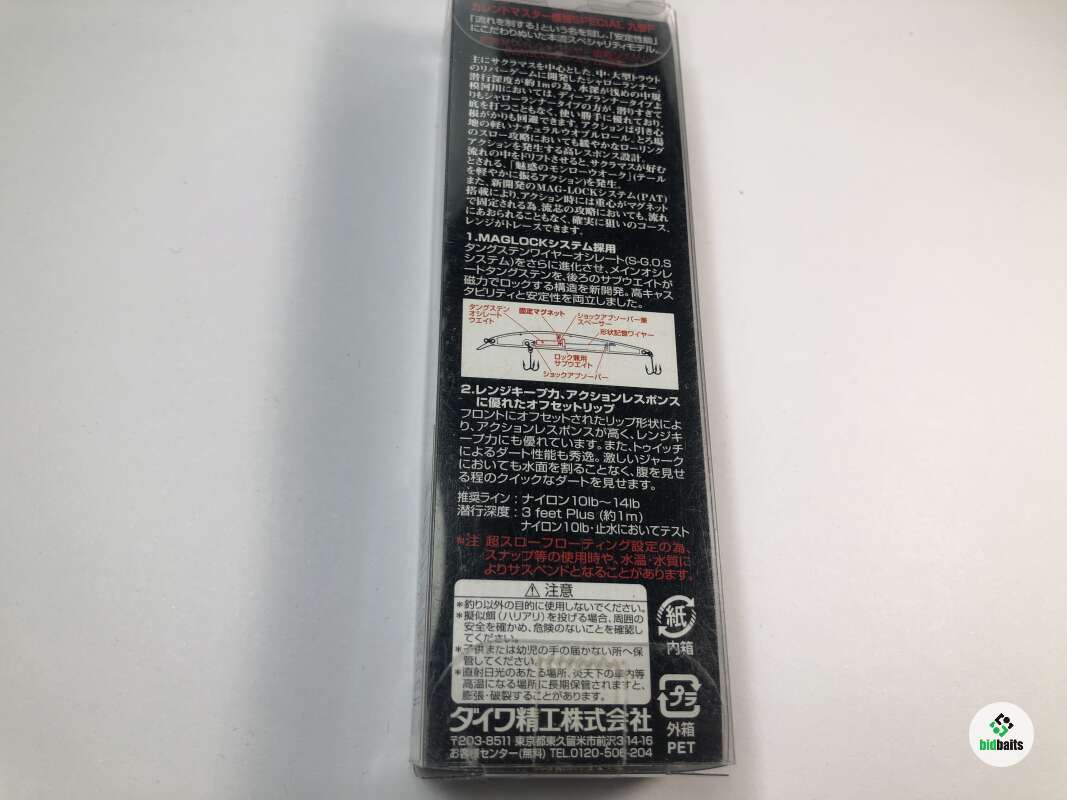 カレントマスター SPECIAL
「流れを制する」という名を冠し、「安定性能」
にこだわりぬいた本流スペシャリティモデル。
主にサクラマスを中心とした、中・大型トラウト
のリバーゲームに開発したシャローランナー。
潜行深度が約1mの為、水深が浅めの中規
模河川においては、ディープランナータイプよ
りもシャローランナータイプの方が、潜りすぎて
底を打つこともなく、使い勝手に優れており、
根がかりも回避できます。アクションは引き心
地の軽いナチュラルウオブルロール。とろ場
のスロー攻略においても緩やかなローリング
アクションを発生する高レスポンス設計。
流れの中をドリフトさせると、サクラマスが好む
とされる、「魅惑のモンローウオーク」(テール
を軽やかに振るアクション)を発生。
また、新開発のMAG-LOCKシステム(PAT)
搭載により、アクション時には重心がマグネット
で固定される為、流芯の攻略においても、流れ
にあおられることもなく、確実に狙いのコース、
レンジがトレースできます。
1.MAGLOCKシステム採用
タングステンワイヤーオシレート(S-G.O.S
システム)をさらに進化させ、メインオシレ
ートタングステンを、後ろのサブウエイトが
磁力でロックする構造を新開発。高キャス
タビリティと安定性を両立しました。
タングステン
オシレート
ウエイト
固定マグネット
ショックアブソーバー兼
スペーサー
形状記憶ワイヤー
ロック兼用
サブウエイト
ショックアブソーバー
2.レンジキープ力、アクションレスポンス
に優れたオフセットリップ
フロントにオフセットされたリップ形状によ
り、アクションレスポンスが高く、レンジキ
ープ力にも優れています。また、トゥイッチ
によるダート性能も秀逸。激しいジャーク
においても水面を割ることなく、腹を見せ
る程のクイックなダートを見せます。
推奨ライン:ナイロン10lb〜14lb
潜行深度:3 feet Plus (約1m)
ナイロン10lb・止水においてテスト
*注 超スローフローティング設定の為、
スナップ等の使用時や、水温・水質に
よりサスペンドとなることがあります。
⚠注意
*釣り以外の目的に使用しないでください。
*擬似餌(ハリアリ)を投げる場合、周囲の
安全を確かめ、危険のないことを確認し
てください。
*子供または幼児の手の届かない所へ保
管してください。
*直射日光のあたる場所、炎天下の車内等
高温になる場所に長期保管されますと、
膨張・破裂することがあります。
紙
内箱
プラ
外箱
PET
ダイワ精工株式会社
〒203-8511 東京都東久留米市前沢3-14-16
お客様センター(無料) TEL.0120-506-204
bidbaits